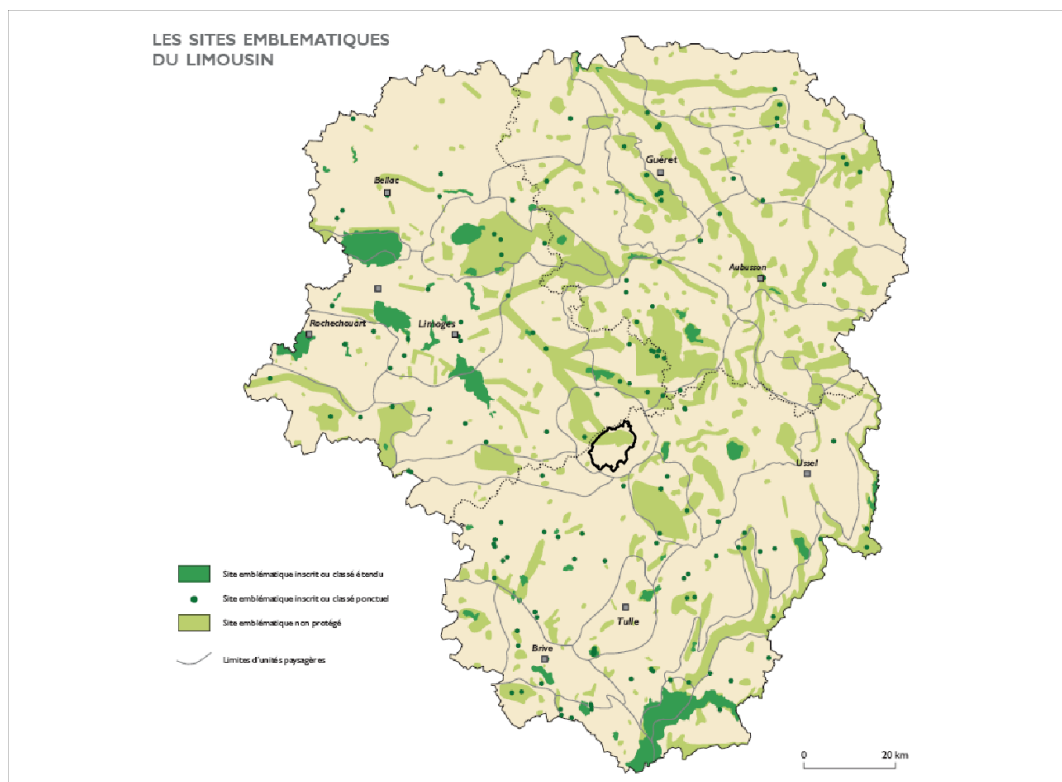 LES SITES EMBLEMATIQUES
DU LIMOUSIN
Guéret
Bellac
Aubusson
Rochechouart
Limoges
Ussel
Site emblématique inscrit ou classé étendu
Site emblématique inscrit ou classé ponctuel
Tulle
Site emblématique non protégé
Brive
Limites d'unités paysagères
0 20 km